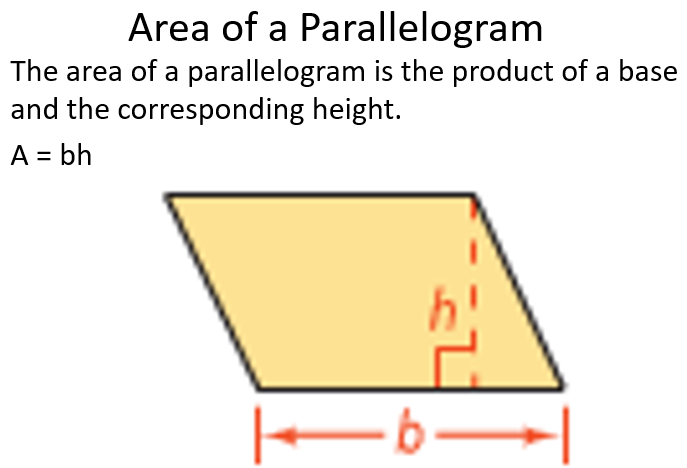 Area of a Parallelogram
The area of a parallelogram is the product of a base
and the corresponding height.
A = bh
h
b